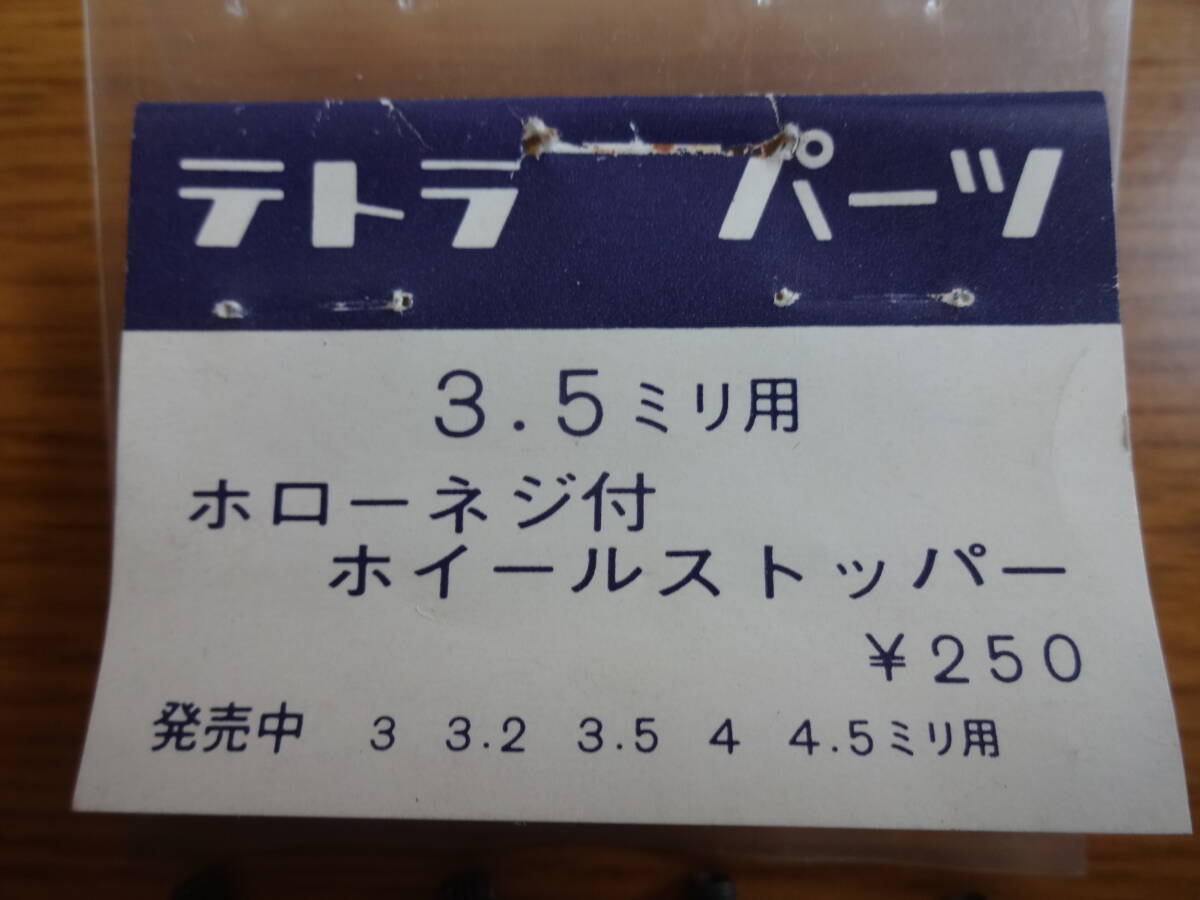 テトラ パーツ
3.5ミリ用
ホローネジ付
ホイールストッパー
¥250
発売中 3 3.2 3.5 4 4.5ミリ用